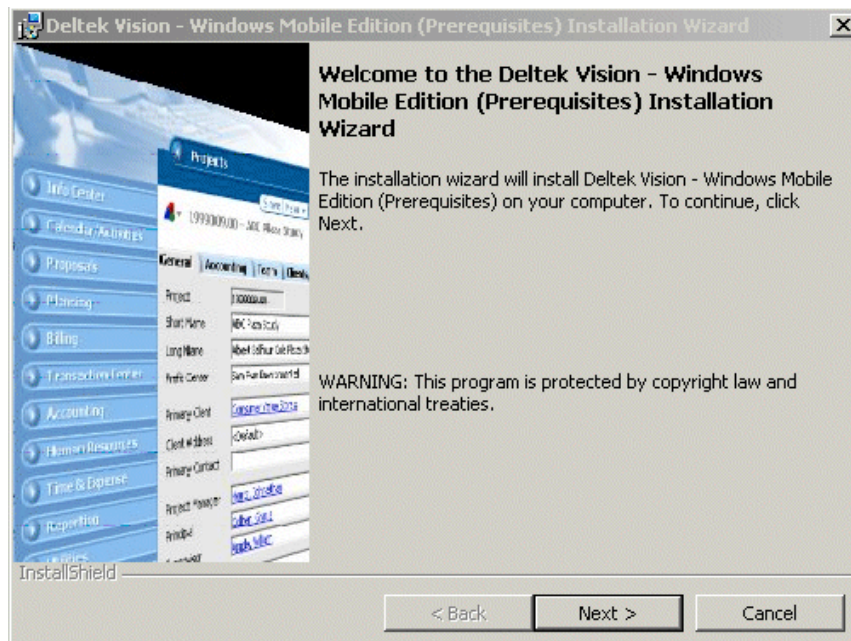 Deltek Vision - Windows Mobile Edition (Prerequisites) Installation Wizard
Welcome to the Deltek Vision - Windows
Mobile Edition (Prerequisites) Installation
Wizard
The installation wizard will install Deltek Vision - Windows Mobile
Edition (Prerequisites) on your computer. To continue, click
Next.
WARNING: This program is protected by copyright law and
international treaties.
Projects
Info Center
Calendar/Activities
Proposals
Planning
Billing
Transaction Center
Accounting
Human Resources
Time & Expense
Reporting
Utilities
General Accounting Team Clients
Project
Short Name
Long Name
Profit Center
Primary Client
Client Address
<Default>
Primary Contact
Project Manager
Principal
Supervisor
InstallShield
< Back
Next >
Cancel